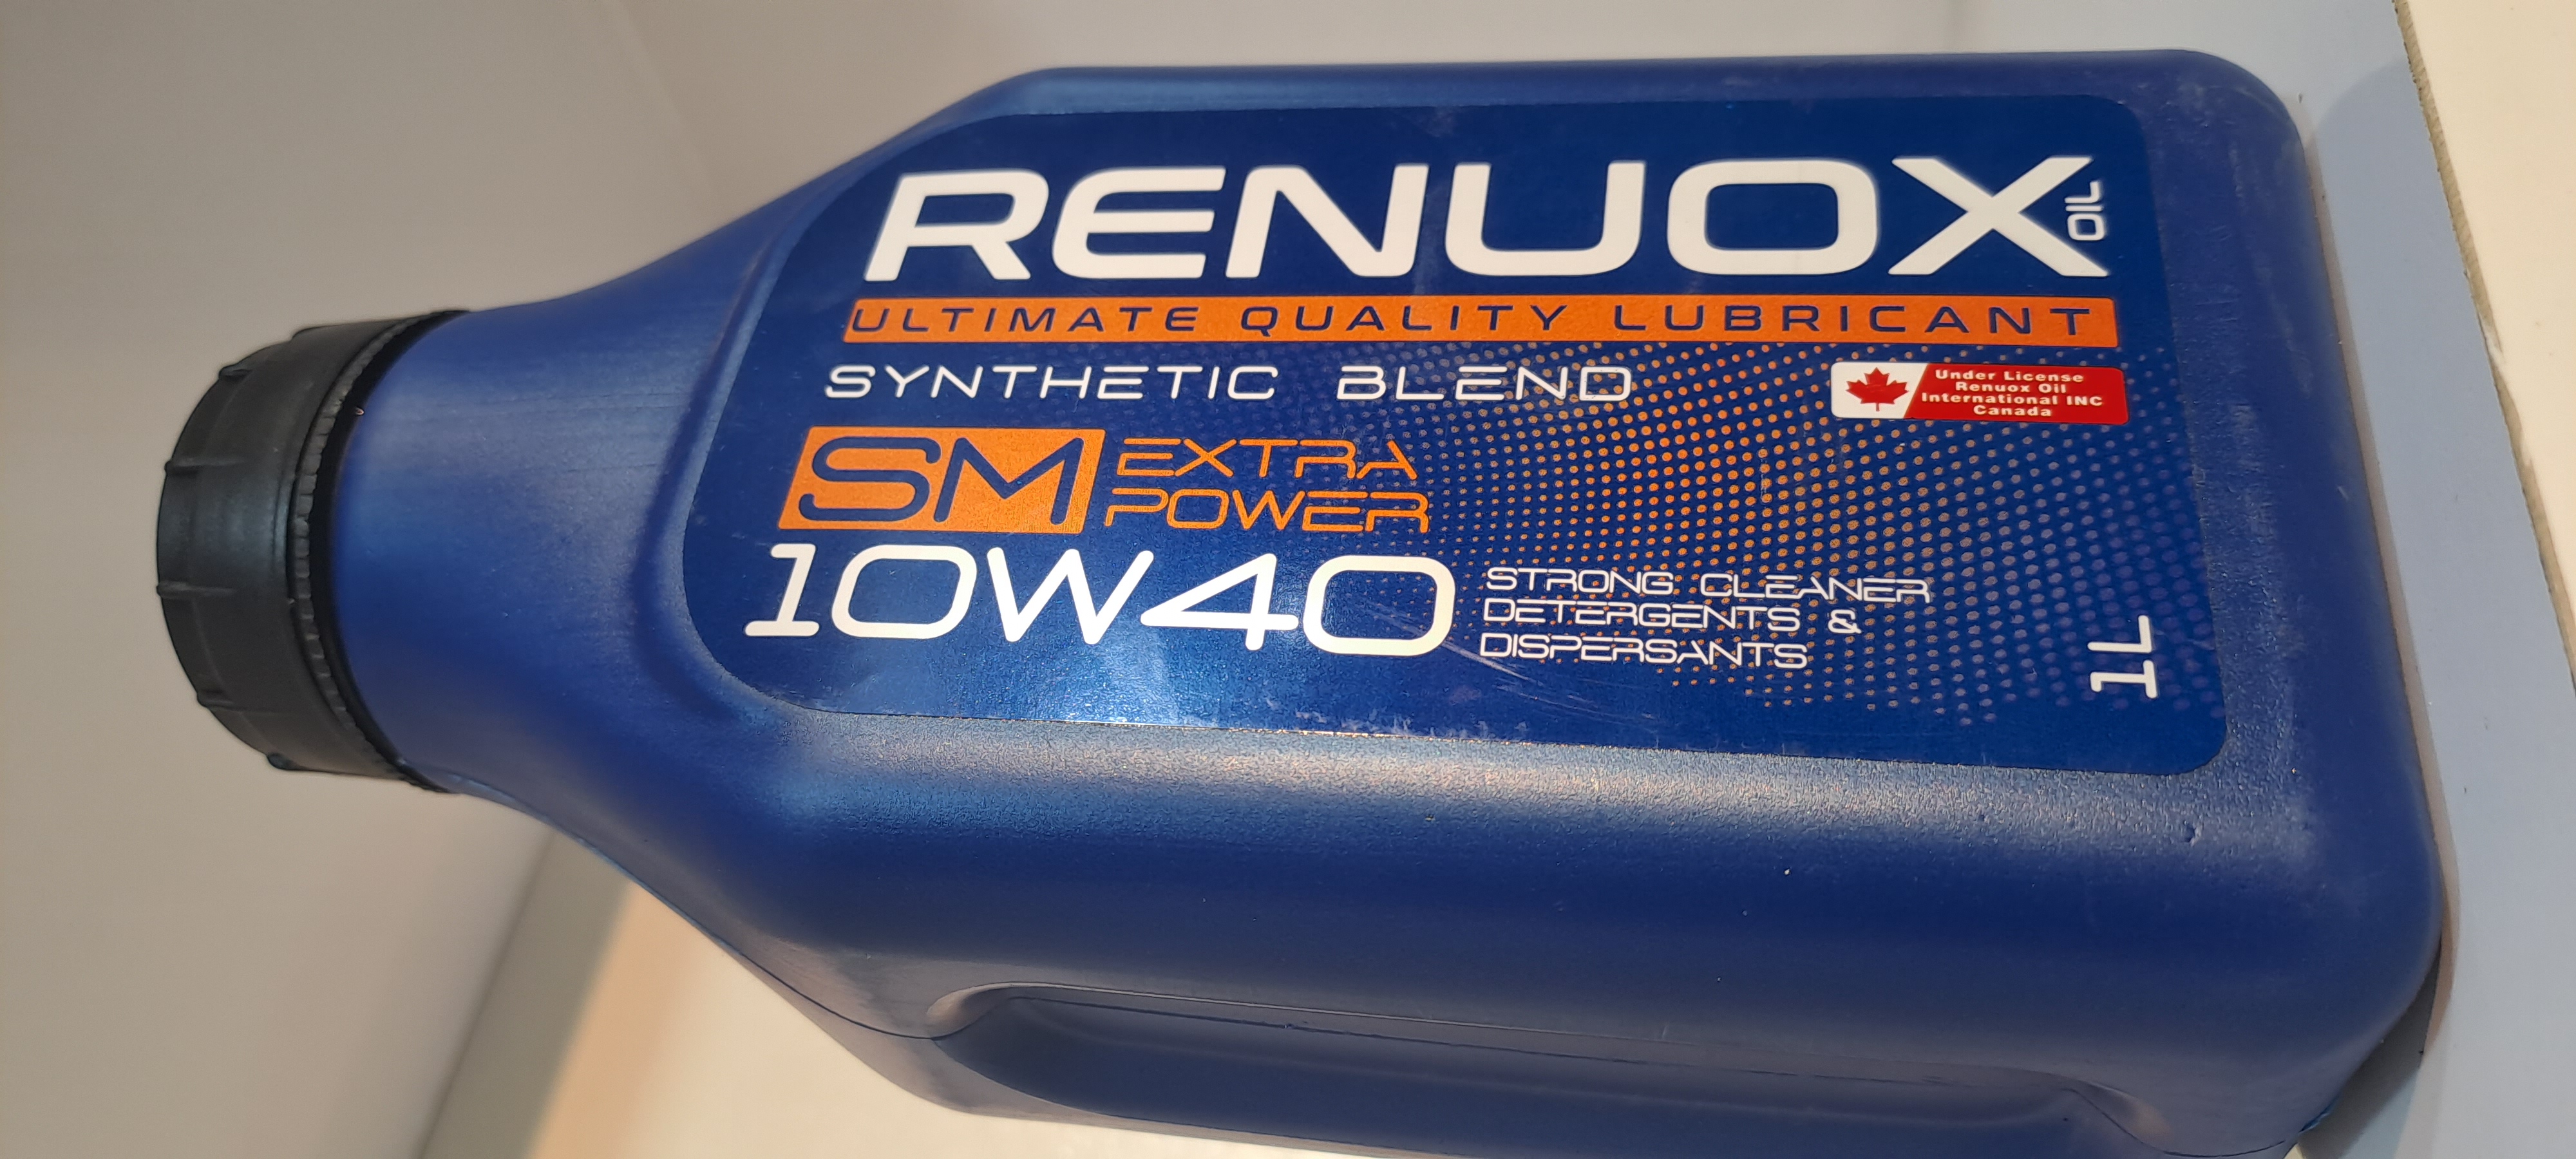 RENUOX
OIL
ULTIMATE QUALITY LUBRICANT
SYNTHETIC BLEND
Under License
Renuox Oil
International INC
Canada
SM EXTRA
POWER
10W40
STRONG CLEANER
DETERGENTS &
DISPERSANTS
1L